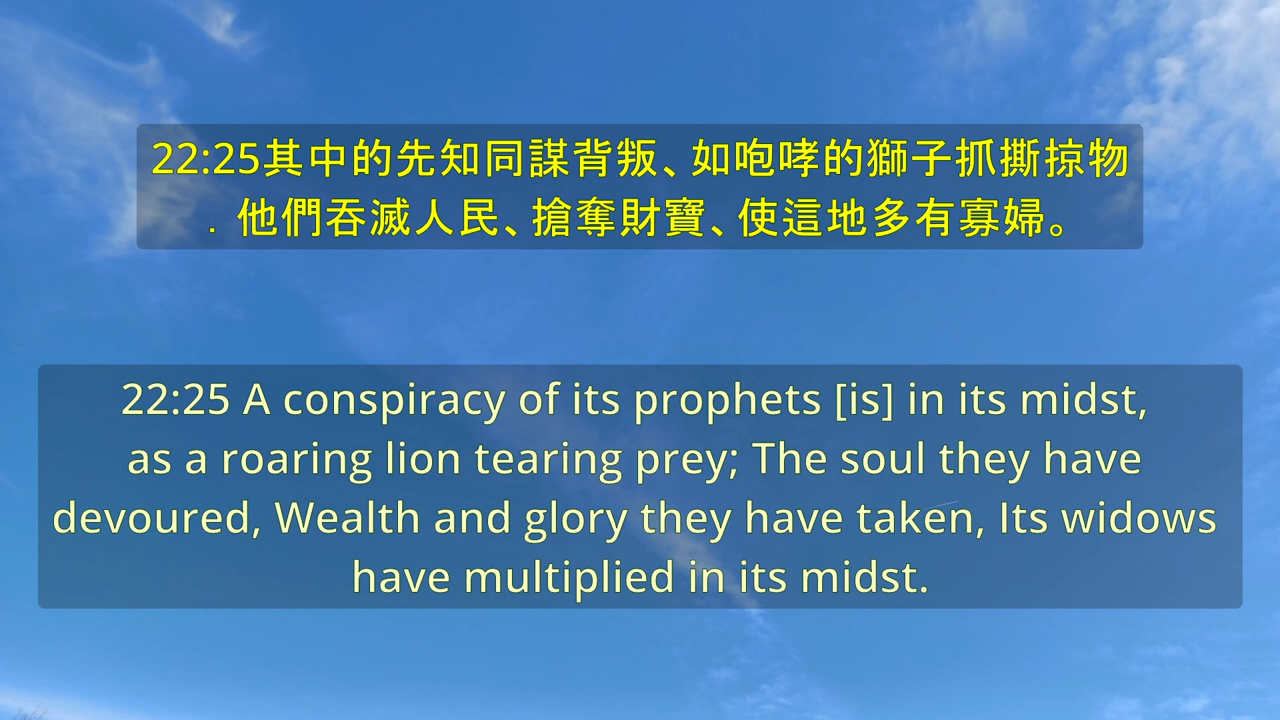 22:25其中的先知同謀背叛、如咆哮的獅子抓撕掠物
．他們吞滅人民、搶奪財寶、使這地多有寡婦。
22:25 A conspiracy of its prophets [is] in its midst,
as a roaring lion tearing prey; The soul they have
devoured, Wealth and glory they have taken, Its widows
have multiplied in its midst.